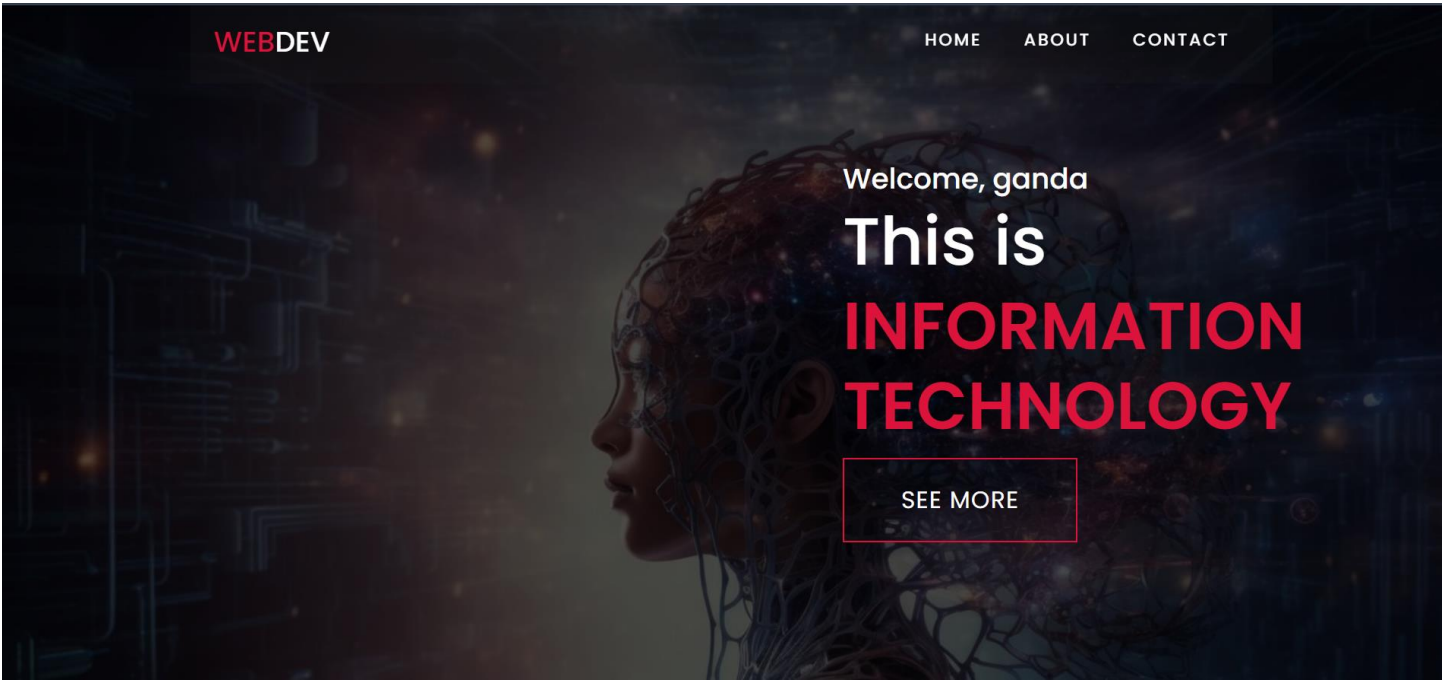 WEBDEV
HOME ABOUT CONTACT
Welcome, ganda
This is
INFORMATION
TECHNOLOGY
SEE MORE